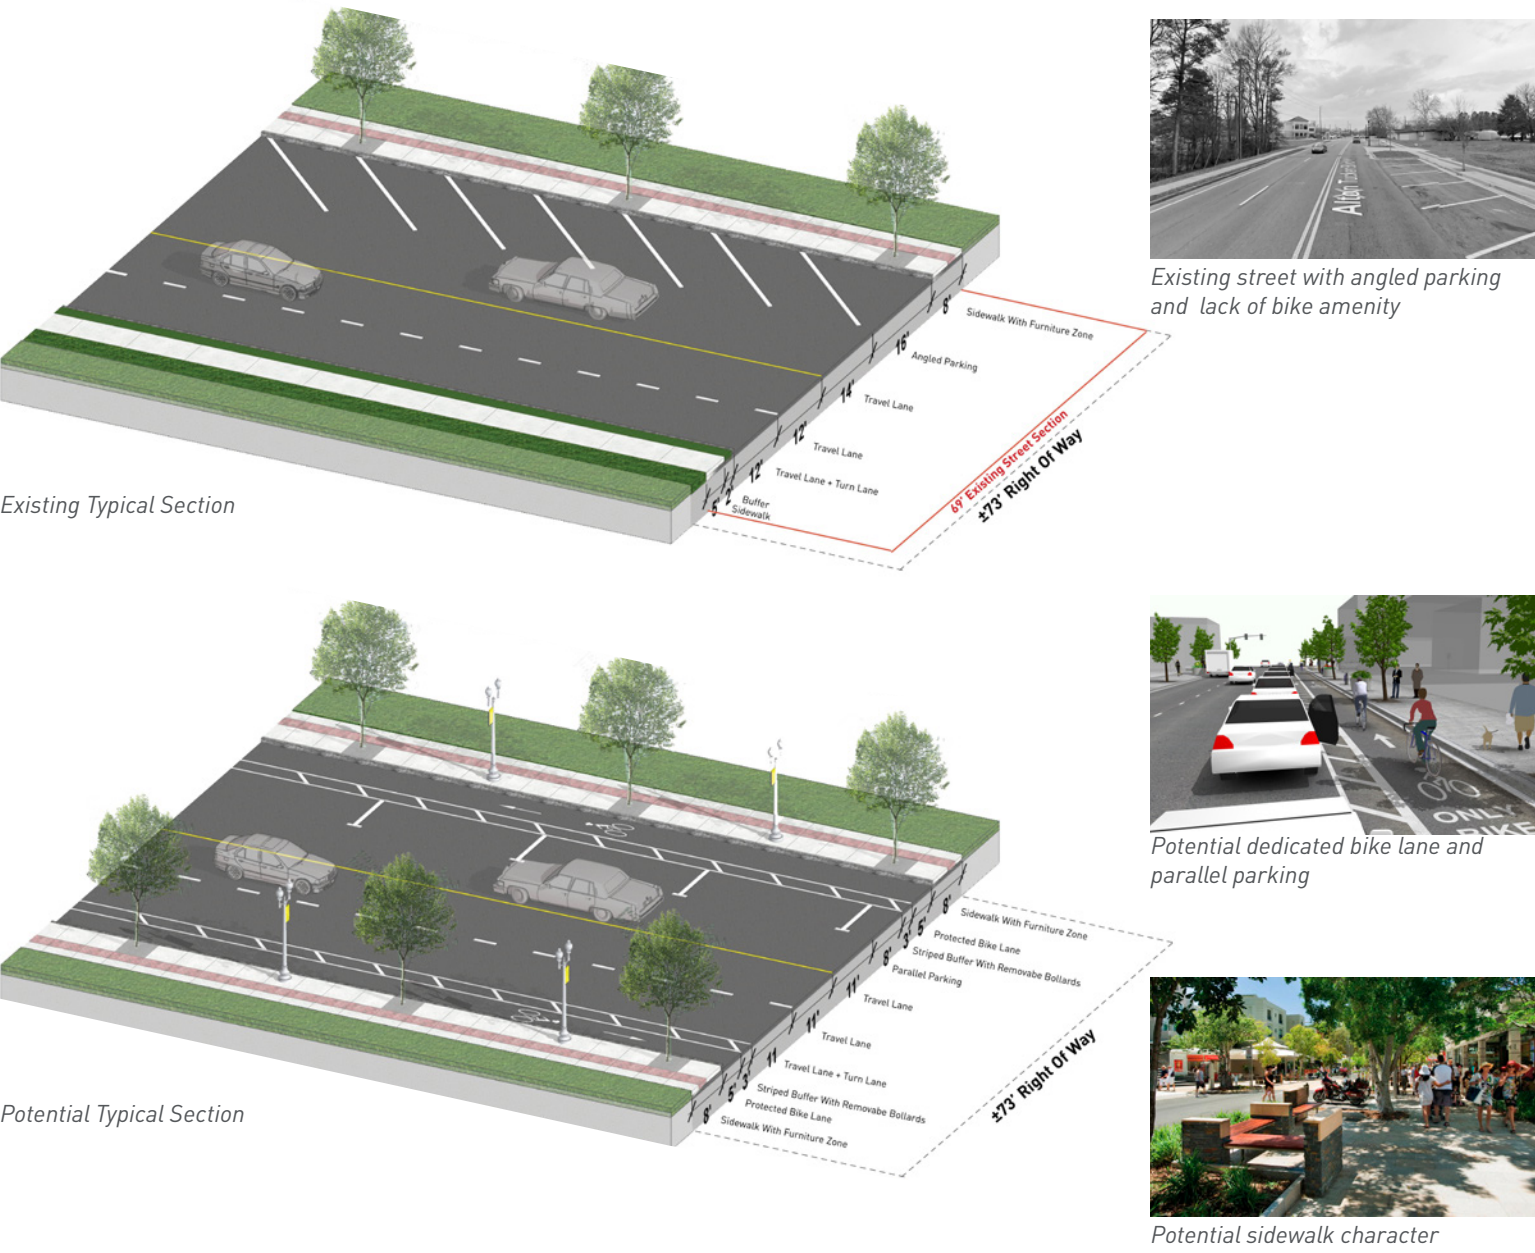 Alton
Existing street with angled parking
and lack of bike amenity
8'
Sidewalk With Furniture Zone
16'
Angled Parking
14'
Travel Lane
12'
Travel Lane
12'
Travel Lane + Turn Lane
2'
Buffer
5'
Sidewalk
69' Existing Street Section
±73' Right Of Way
Existing Typical Section
ONLY
BIKE
Potential dedicated bike lane and
parallel parking
8'
Sidewalk With Furniture Zone
5'
Protected Bike Lane
3'
Striped Buffer With Removabe Bollards
8'
Parallel Parking
11'
Travel Lane
11'
Travel Lane
11
Travel Lane + Turn Lane
3'
Striped Buffer With Removabe Bollards
5'
Protected Bike Lane
8'
Sidewalk With Furniture Zone
±73' Right Of Way
Potential Typical Section
Potential sidewalk character